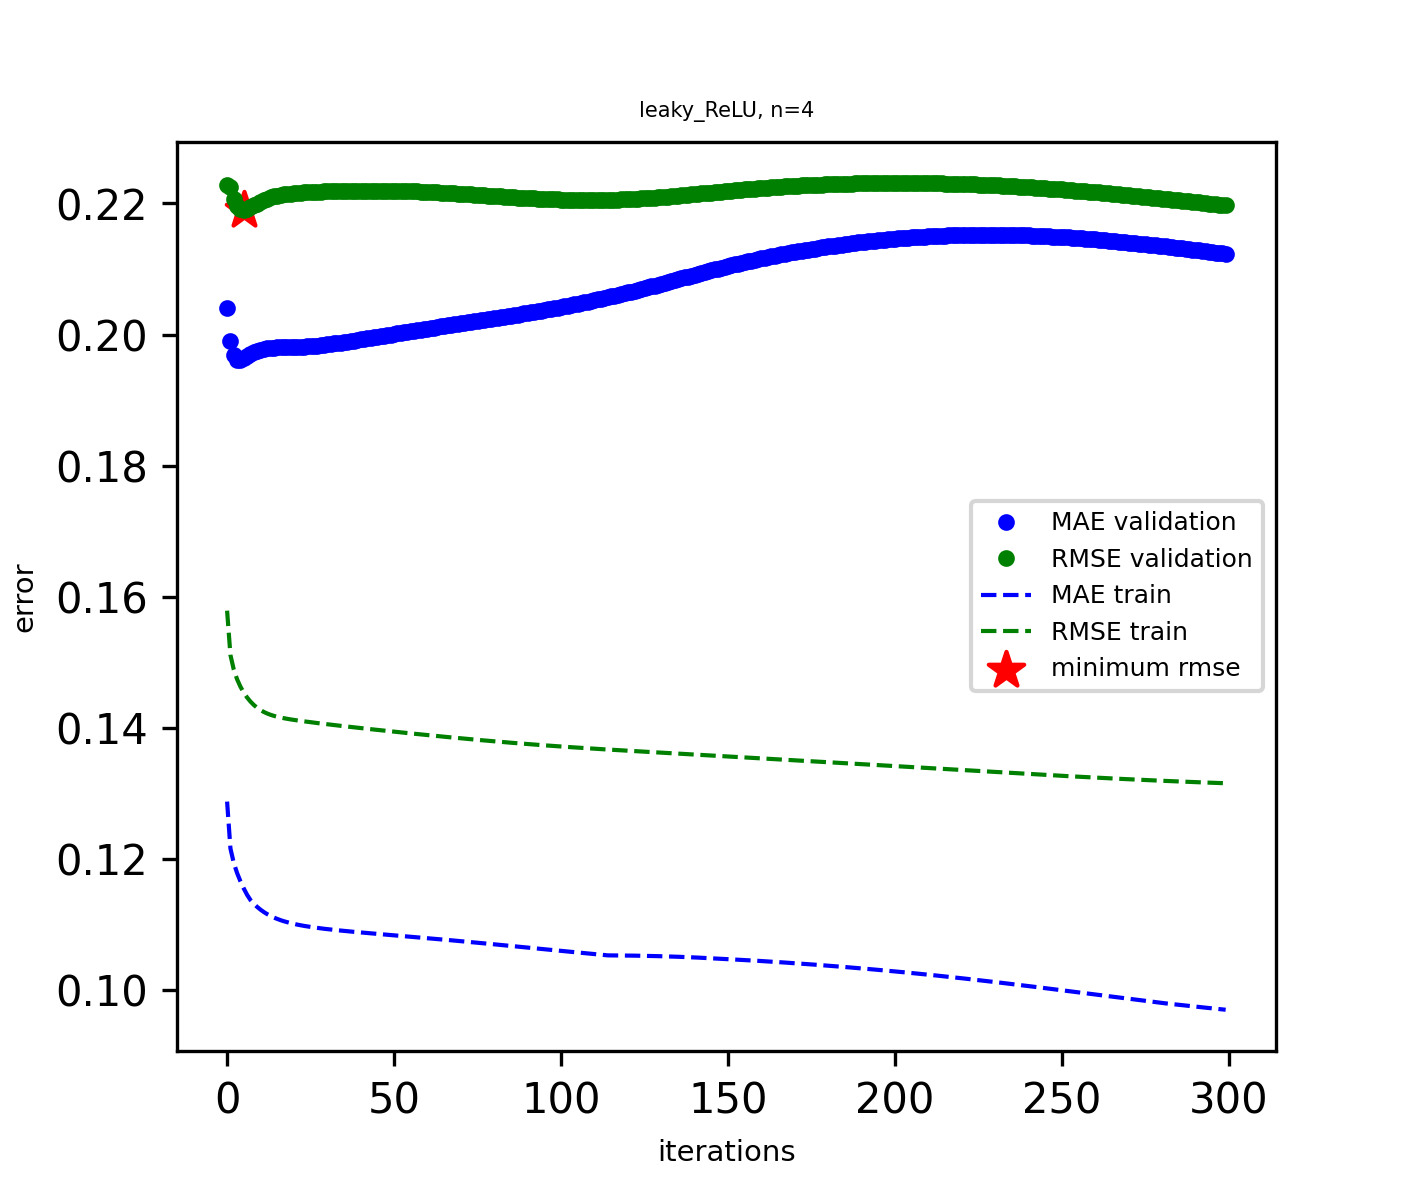 leaky_ReLU, n=4
error
0.22
0.20
0.18
0.16
0.14
0.12
0.10
MAE validation
RMSE validation
MAE train
RMSE train
minimum rmse
0 50 100 150 200 250 300
iterations